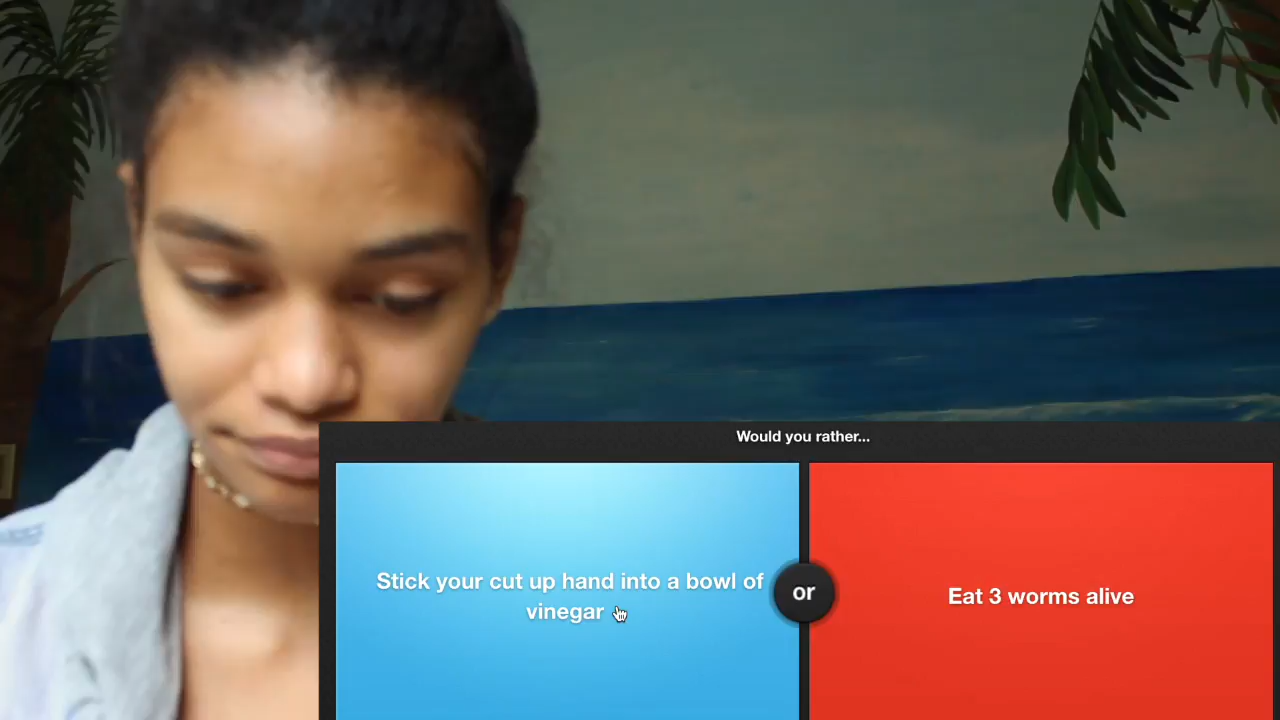 Would you rather...
Stick your cut up hand into a bowl of
vinegar
or
Eat 3 worms alive